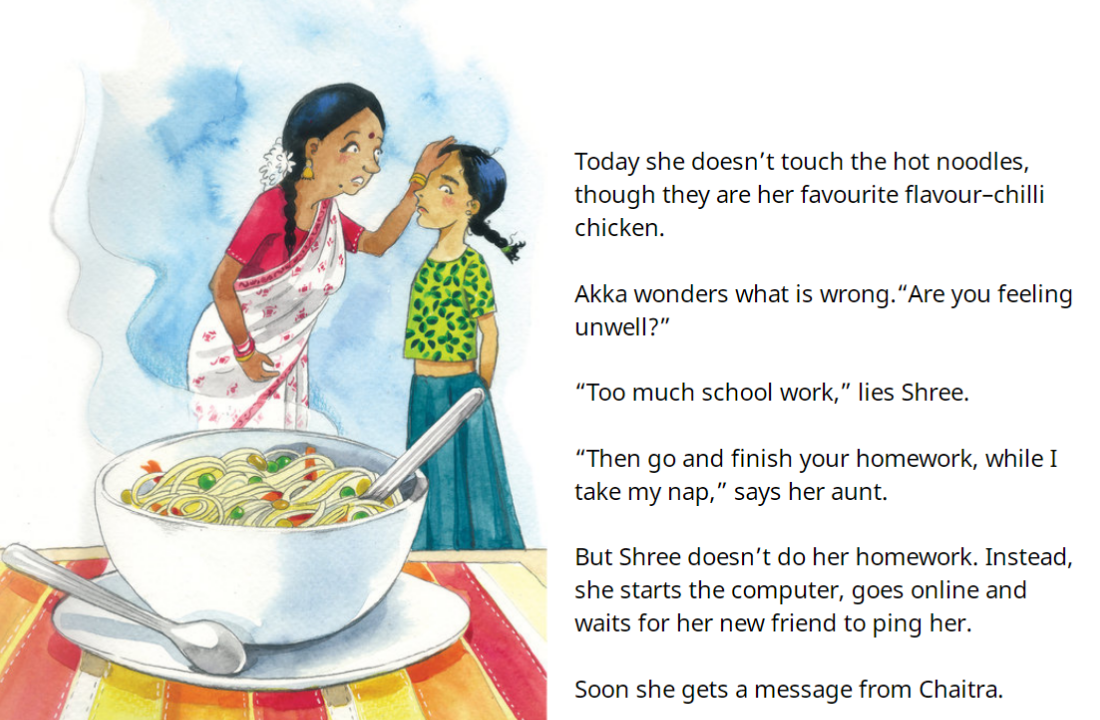 Today she doesn’t touch the hot noodles,
though they are her favourite flavour–chilli
chicken.
Akka wonders what is wrong.“Are you feeling
unwell?”
“Too much school work,” lies Shree.
“Then go and finish your homework, while I
take my nap,” says her aunt.
But Shree doesn’t do her homework. Instead,
she starts the computer, goes online and
waits for her new friend to ping her.
Soon she gets a message from Chaitra.